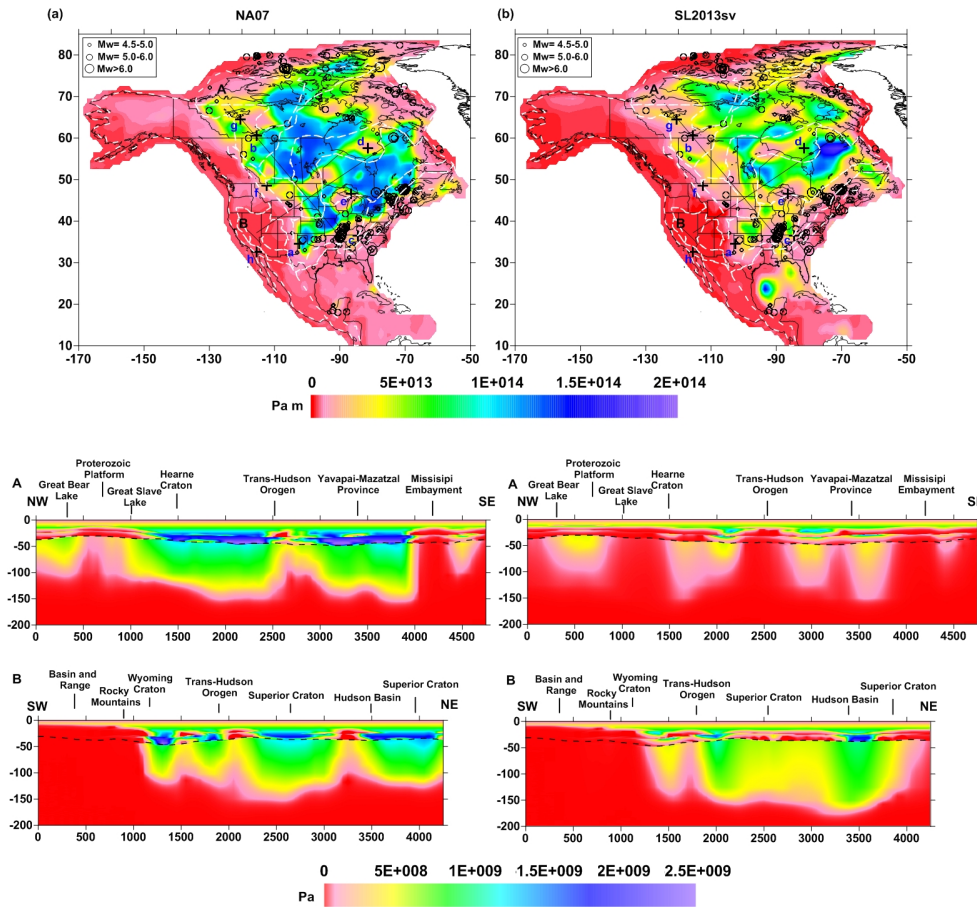 (a) NA07
(b) SL2013sv
Mw= 4.5-5.0
Mw= 5.0-6.0
Mw>6.0
Mw= 4.5-5.0
Mw= 5.0-6.0
Mw>6.0
80
70
60
50
40
30
20
10
-170 -150 -130 -110 -90 -70 -50
A
g
b
d
f
e
B
a
c
h
80
70
60
50
40
30
20
10
-170 -150 -130 -110 -90 -70 -50
A
g
b
d
f
e
B
a
c
h
0 5E+013 1E+014 1.5E+014 2E+014
Pa m
A
NW
Great Bear
Lake
Proterozoic
Platform
Great Slave
Lake
Hearne
Craton
Trans-Hudson
Orogen
Yavapai-Mazatzal
Province
Missisipi
Embayment
SE
0
-50
-100
-150
-200
0 500 1000 1500 2000 2500 3000 3500 4000 4500
A
NW
Great Bear
Lake
Proterozoic
Platform
Great Slave
Lake
Hearne
Craton
Trans-Hudson
Orogen
Yavapai-Mazatzal
Province
Missisipi
Embayment
0
-50
-100
-150
-200
0 500 1000 1500 2000 2500 3000 3500 4000 4500
B
SW
Basin and
Range
Rocky
Mountains
Wyoming
Craton
Trans-Hudson
Orogen
Superior Craton
Hudson Basin
Superior Craton
NE
0
-50
-100
-150
-200
0 500 1000 1500 2000 2500 3000 3500 4000
B
SW
Basin and
Range
Rocky
Mountains
Wyoming
Craton
Trans-Hudson
Orogen
Superior Craton
Hudson Basin
Superior Craton
NE
0
-50
-100
-150
-200
0 500 1000 1500 2000 2500 3000 3500 4000
0 5E+008 1E+009 1.5E+009 2E+009 2.5E+009
Pa